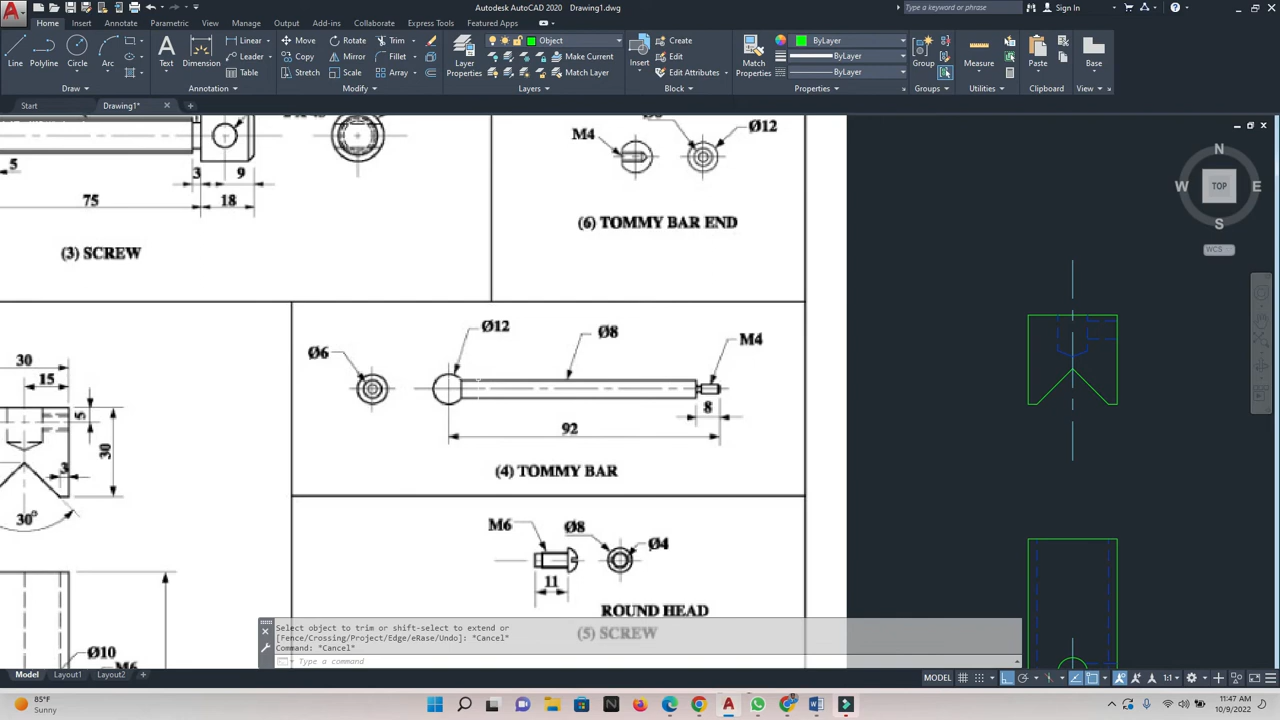 Autodesk AutoCAD 2020 Drawing1.dwg
Type a keyword or phrase
Sign In
Home Insert Annotate Parametric View Manage Output Add-ins Collaborate Express Tools Featured Apps
Line Polyline Circle Arc
Text Dimension
Linear
Leader
Table
Move Rotate Trim
Copy Mirror Fillet
Stretch Scale Array
Layer Properties
Object
Make Current
Match Layer
Insert
Create
Edit
Edit Attributes
Match Properties
ByLayer
ByLayer
ByLayer
Group
Measure
Paste
Base
Draw Annotation Modify Layers Block Properties Groups Utilities Clipboard View
Start Drawing1*
5
3 9
75 18
(3) SCREW
M4
Ø12
(6) TOMMY BAR END
N
W TOP E
S
WCS
Ø6
Ø12
Ø8
M4
8
92
(4) TOMMY BAR
30
15
5
30
3
30°
M6
Ø8
Ø4
11
ROUND HEAD
(5) SCREW
Ø10
M6
Select object to trim or shift-select to extend or
[Fence/Crossing/Project/Edge/eRase/Undo]: *Cancel*
Command: *Cancel*
Type a command
Model Layout1 Layout2
MODEL
1:1
85°F
Sunny
11:47 AM
10/9/2022